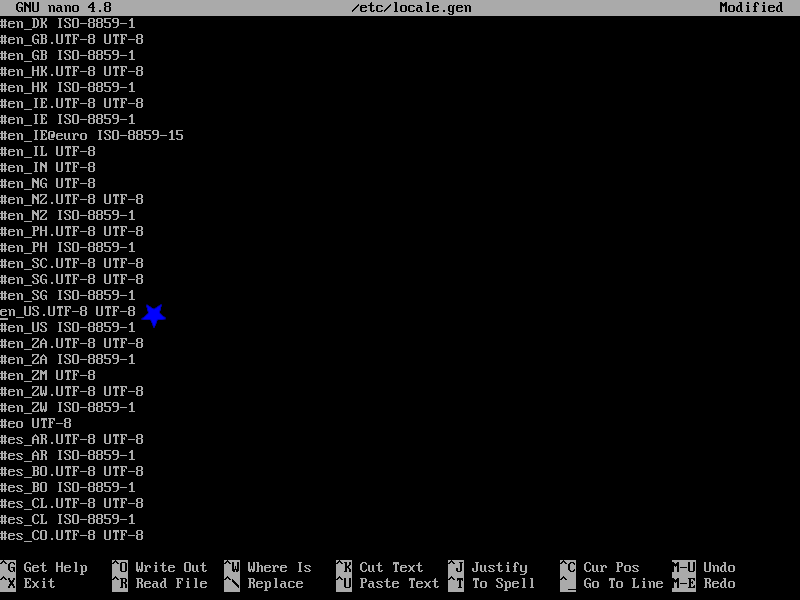 GNU nano 4.8 /etc/locale.gen Modified
#en_DK ISO-8859-1
#en_GB.UTF-8 UTF-8
#en_GB ISO-8859-1
#en_HK.UTF-8 UTF-8
#en_HK ISO-8859-1
#en_IE.UTF-8 UTF-8
#en_IE ISO-8859-1
#en_IE@euro ISO-8859-15
#en_IL UTF-8
#en_IN UTF-8
#en_NG UTF-8
#en_NZ.UTF-8 UTF-8
#en_NZ ISO-8859-1
#en_PH.UTF-8 UTF-8
#en_PH ISO-8859-1
#en_SC.UTF-8 UTF-8
#en_SG.UTF-8 UTF-8
#en_SG ISO-8859-1
en_US.UTF-8 UTF-8
#en_US ISO-8859-1
#en_ZA.UTF-8 UTF-8
#en_ZA ISO-8859-1
#en_ZM UTF-8
#en_ZW.UTF-8 UTF-8
#en_ZW ISO-8859-1
#eo UTF-8
#es_AR.UTF-8 UTF-8
#es_AR ISO-8859-1
#es_BO.UTF-8 UTF-8
#es_BO ISO-8859-1
#es_CL.UTF-8 UTF-8
#es_CL ISO-8859-1
#es_CO.UTF-8 UTF-8
^G Get Help ^O Write Out ^W Where Is ^K Cut Text ^J Justify ^C Cur Pos M-U Undo
^X Exit ^R Read File ^\ Replace ^U Paste Text ^T To Spell ^_ Go To Line M-E Redo